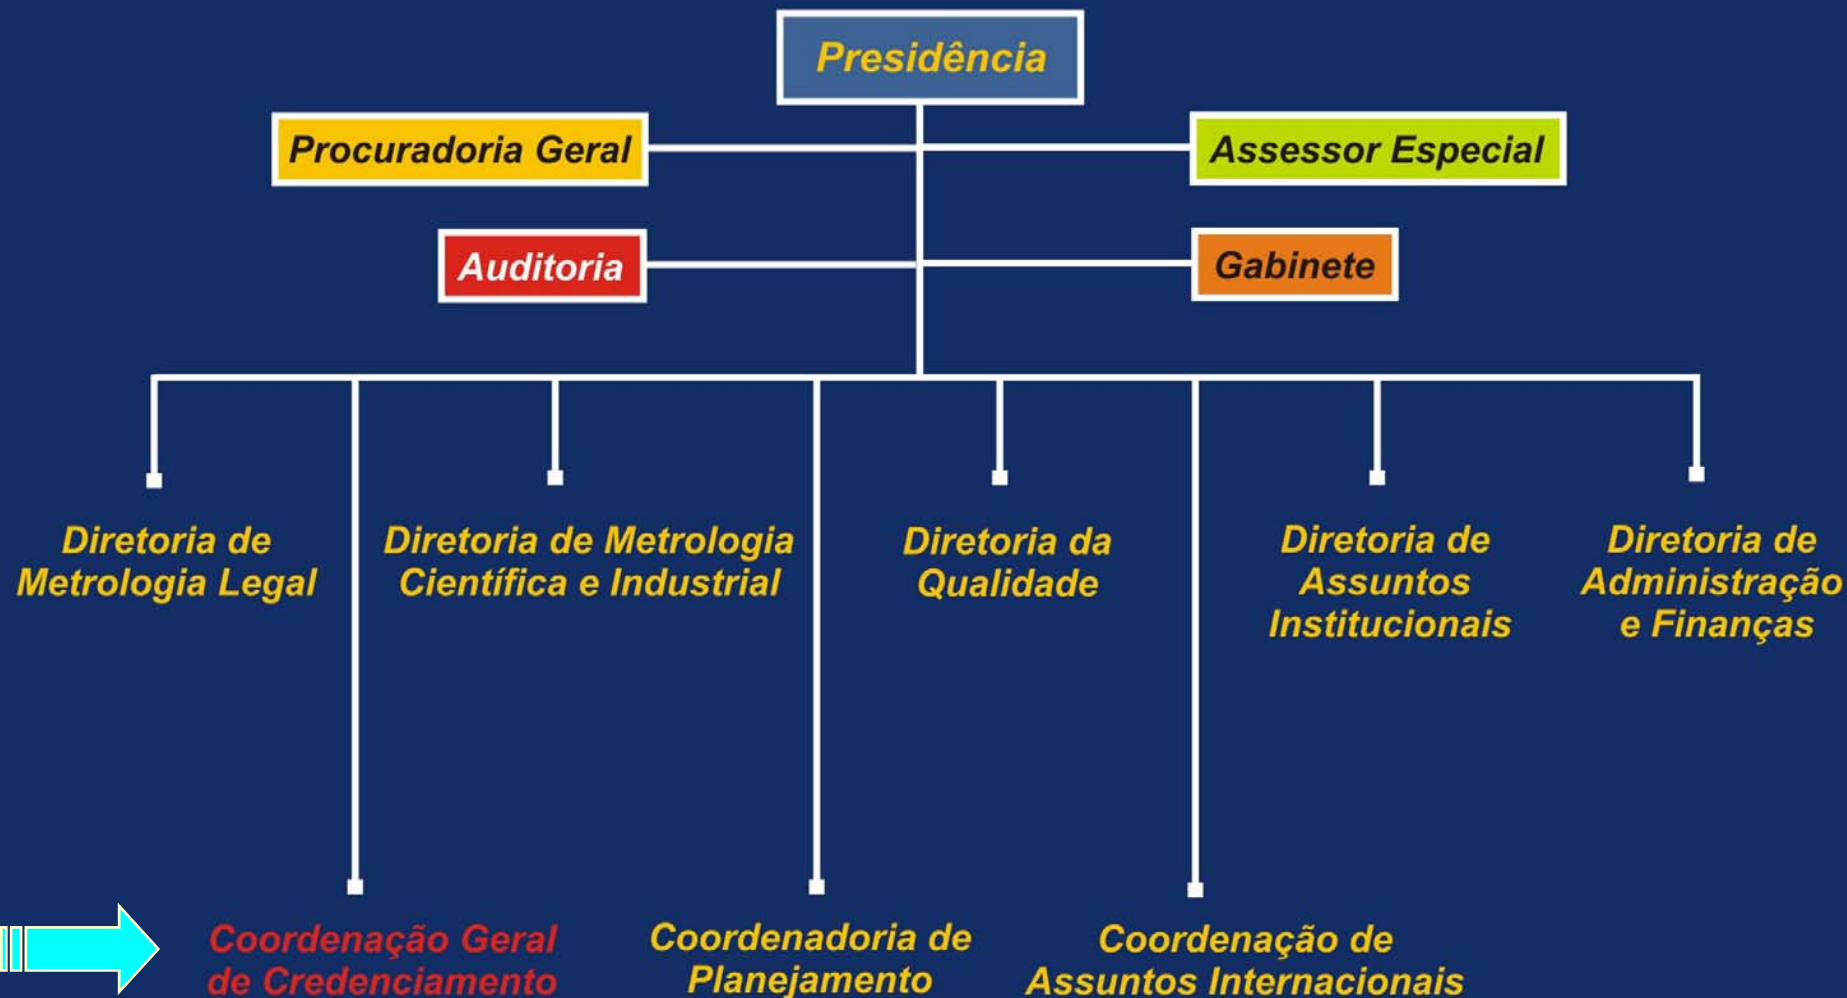 Presidência
Procuradoria Geral
Assessor Especial
Auditoria
Gabinete
Diretoria de
Metrologia Legal
Diretoria de Metrologia
Científica e Industrial
Diretoria da
Qualidade
Diretoria de
Assuntos
Institucionais
Diretoria de
Administração
e Finanças
Coordenação Geral
de Credenciamento
Coordenadoria de
Planejamento
Coordenação de
Assuntos Internacionais